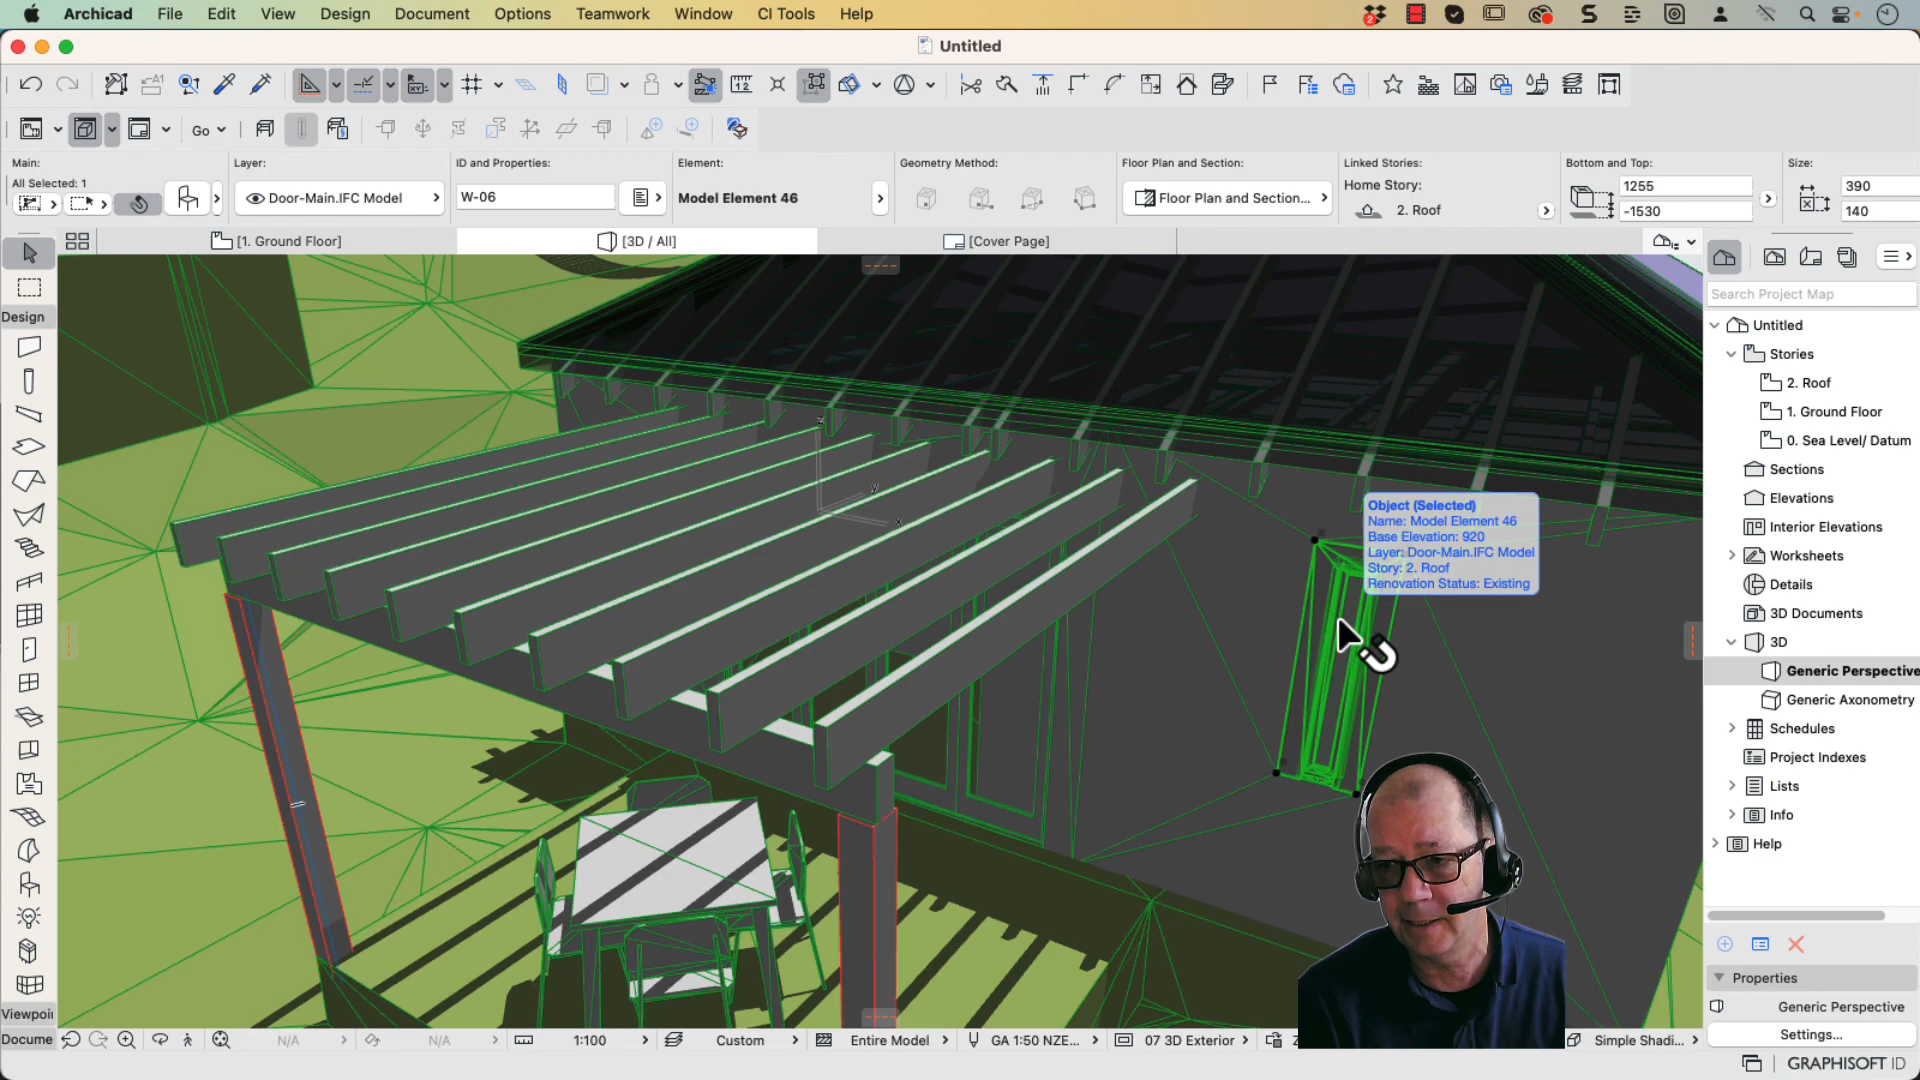 Archicad File Edit View Design Document Options Teamwork Window CI Tools Help
2
Untitled
A1
XY:
12
Go
Main:
All Selected: 1
Layer:
Door-Main.IFC Model
ID and Properties:
W-06
Element:
Model Element 46
Geometry Method:
Floor Plan and Section:
Floor Plan and Section...
Linked Stories:
Home Story:
2. Roof
Bottom and Top:
1255
-1530
Size:
390
140
[1. Ground Floor]
[3D / All]
[Cover Page]
Design
Search Project Map
Untitled
Stories
2. Roof
1. Ground Floor
0. Sea Level/ Datum
Sections
Elevations
Interior Elevations
Worksheets
Details
3D Documents
3D
Generic Perspective
Generic Axonometry
Schedules
Project Indexes
Lists
Info
Help
z
y
x
Object (Selected)
Name: Model Element 46
Base Elevation: 920
Layer: Door-Main.IFC Model
Story: 2. Roof
Renovation Status: Existing
Properties
Generic Perspective
Settings...
Viewpoi
Docume
N/A
N/A
1:100
Custom
Entire Model
GA 1:50 NZE...
07 3D Exterior
Simple Shadi...
GRAPHISOFT ID